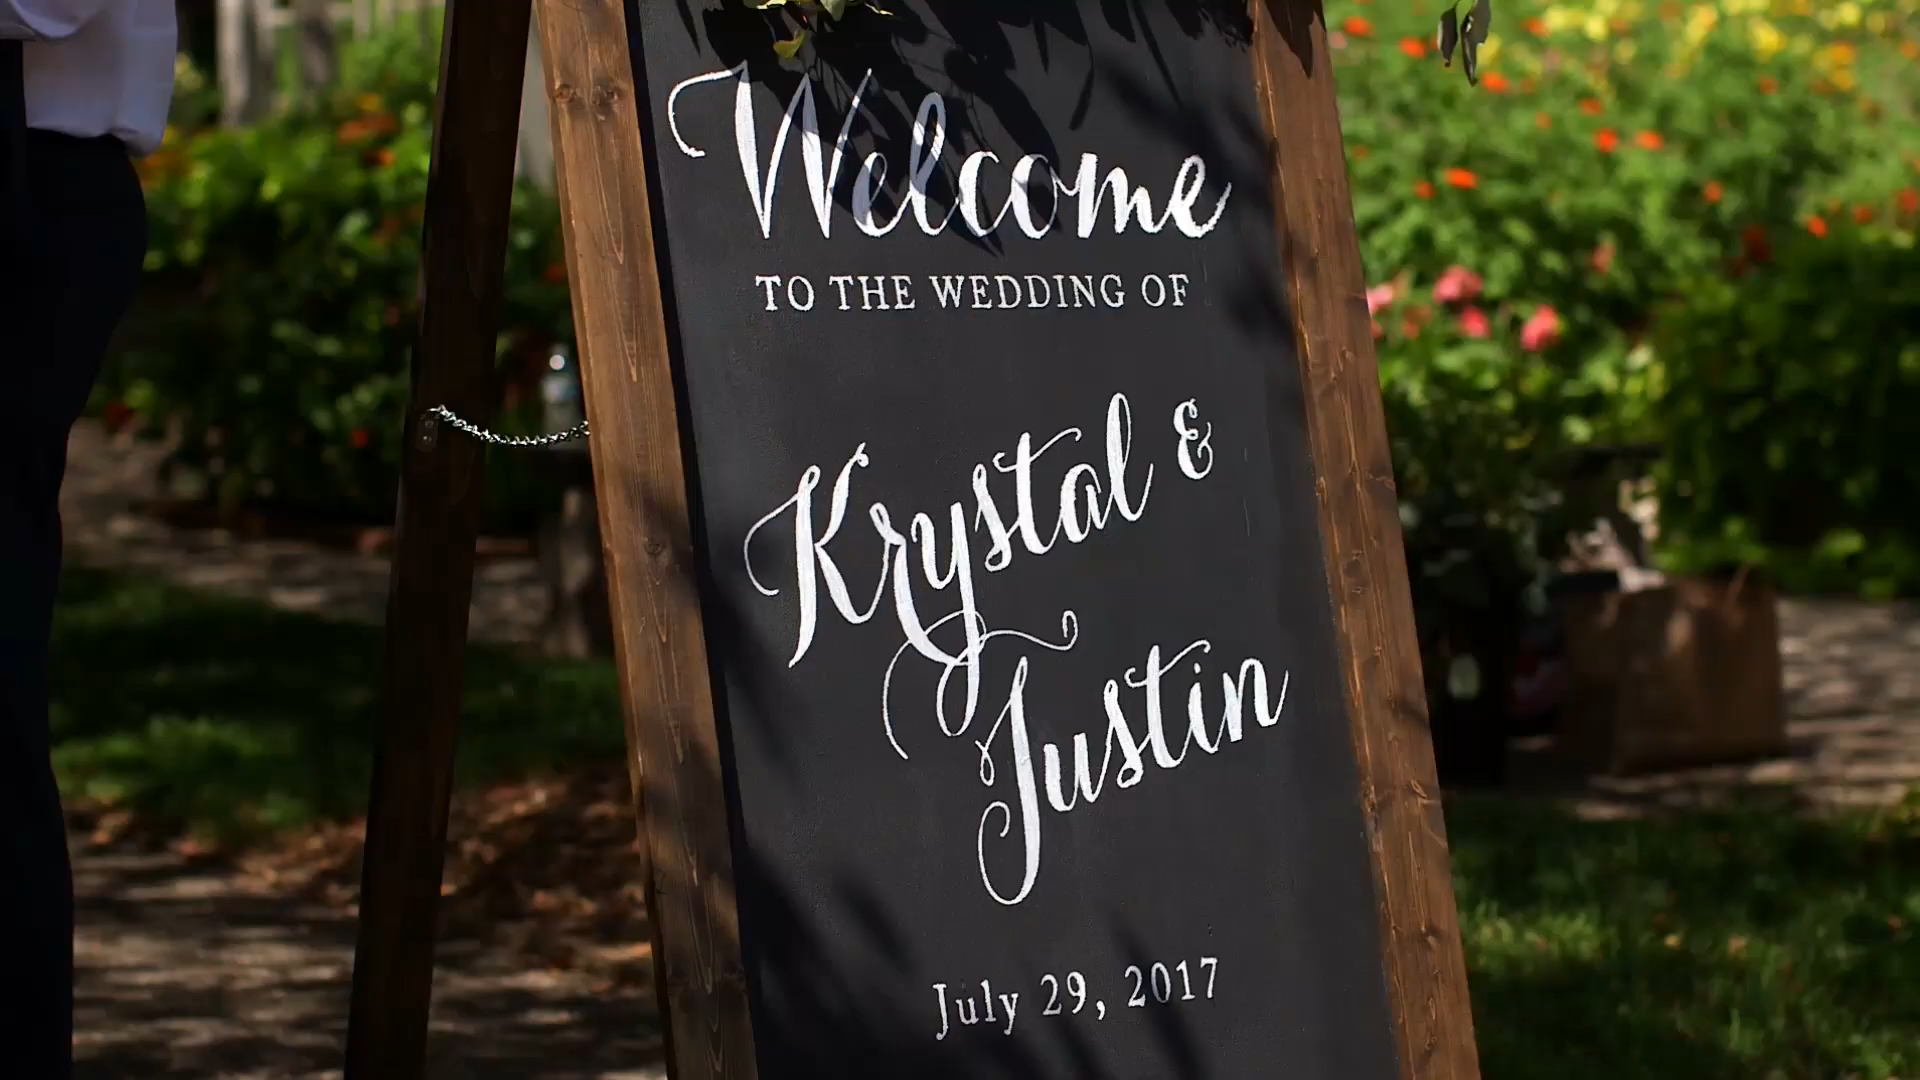 Welcome
TO THE WEDDING OF
Krystal &
Justin
July 29, 2017